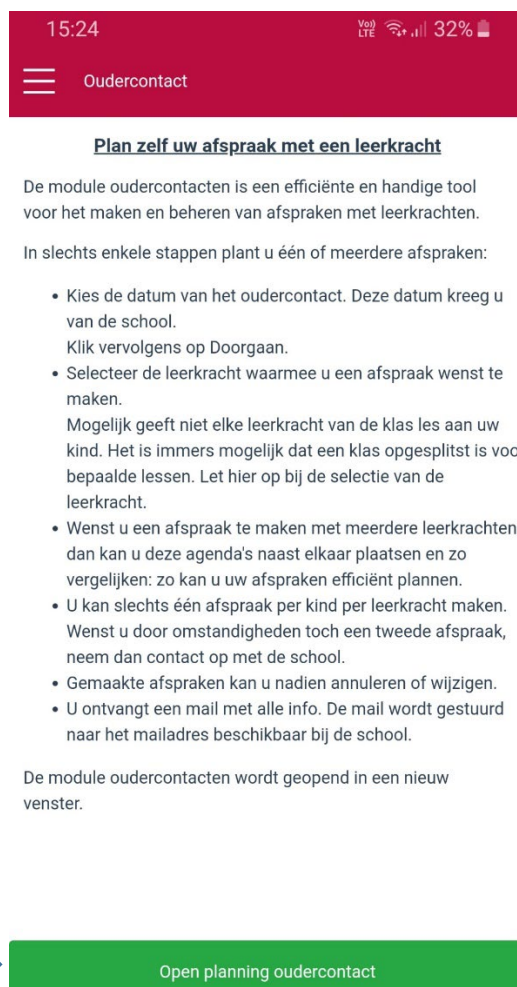 15:24
Vo)) LTE 32%
Oudercontact
Plan zelf uw afspraak met een leerkracht
De module oudercontacten is een efficiënte en handige tool
voor het maken en beheren van afspraken met leerkrachten.
In slechts enkele stappen plant u één of meerdere afspraken:
• Kies de datum van het oudercontact. Deze datum kreeg u
van de school.
Klik vervolgens op Doorgaan.
• Selecteer de leerkracht waarmee u een afspraak wenst te
maken.
Mogelijk geeft niet elke leerkracht van de klas les aan uw
kind. Het is immers mogelijk dat een klas opgesplitst is voo
bepaalde lessen. Let hier op bij de selectie van de
leerkracht.
• Wenst u een afspraak te maken met meerdere leerkrachten
dan kan u deze agenda's naast elkaar plaatsen en zo
vergelijken: zo kan u uw afspraken efficiënt plannen.
• U kan slechts één afspraak per kind per leerkracht maken.
Wenst u door omstandigheden toch een tweede afspraak,
neem dan contact op met de school.
• Gemaakte afspraken kan u nadien annuleren of wijzigen.
• U ontvangt een mail met alle info. De mail wordt gestuurd
naar het mailadres beschikbaar bij de school.
De module oudercontacten wordt geopend in een nieuw
venster.
Open planning oudercontact